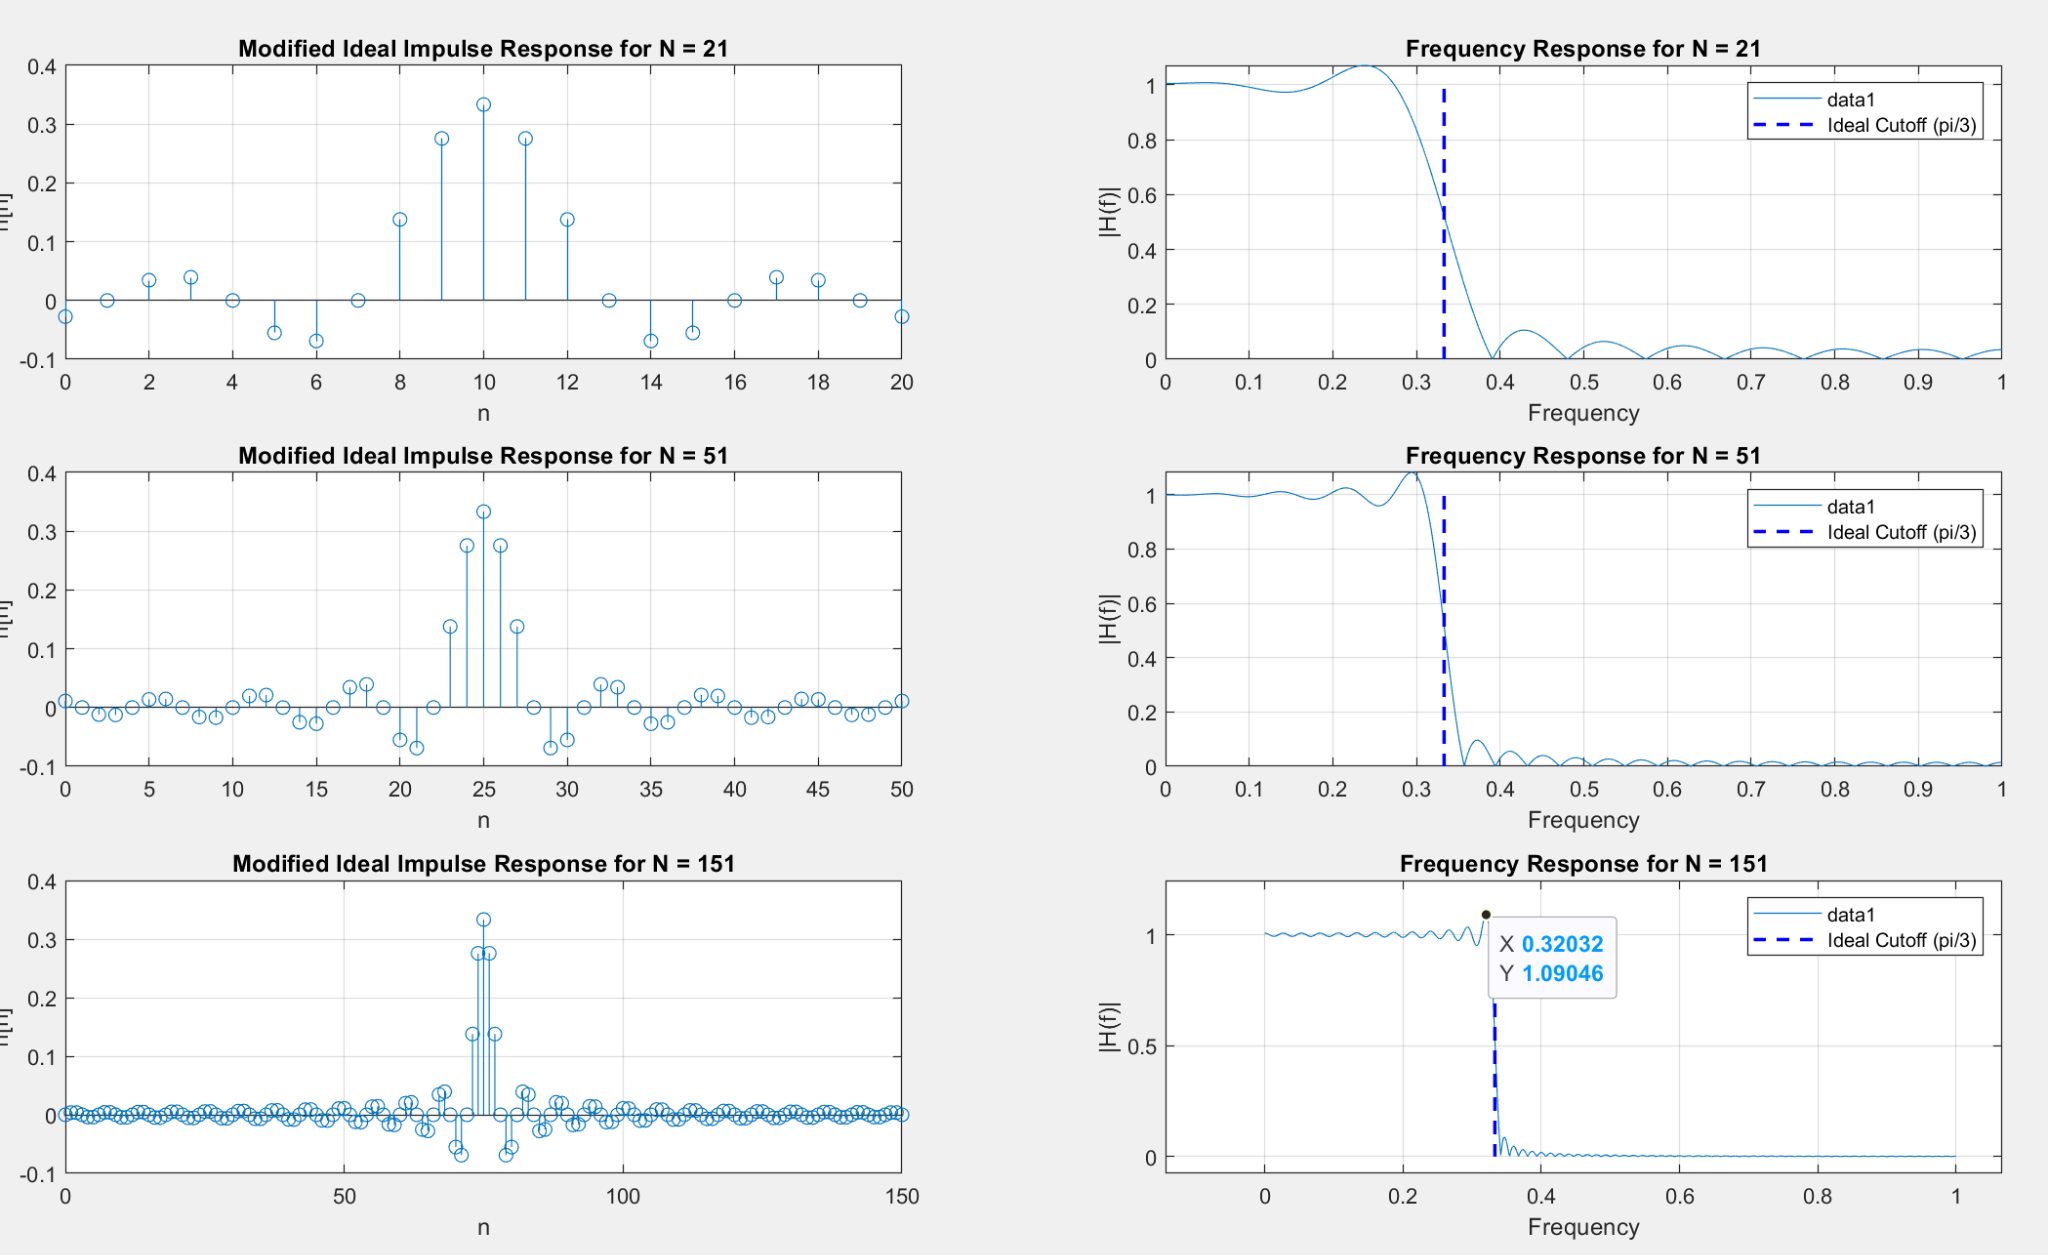 Modified Ideal Impulse Response for N = 21
0.4
0.3
0.2
0.1
0
-0.1
0 2 4 6 8 10 12 14 16 18 20
n
Frequency Response for N = 21
|H(f)|
1
0.8
0.6
0.4
0.2
0
data1
Ideal Cutoff (pi/3)
0 0.1 0.2 0.3 0.4 0.5 0.6 0.7 0.8 0.9 1
Frequency
Modified Ideal Impulse Response for N = 51
0.4
0.3
0.2
0.1
0
-0.1
0 5 10 15 20 25 30 35 40 45 50
n
Frequency Response for N = 51
|H(f)|
1
0.8
0.6
0.4
0.2
0
data1
Ideal Cutoff (pi/3)
0 0.1 0.2 0.3 0.4 0.5 0.6 0.7 0.8 0.9 1
Frequency
Modified Ideal Impulse Response for N = 151
0.4
0.3
0.2
0.1
0
-0.1
0 50 100 150
n
Frequency Response for N = 151
|H(f)|
1
0.5
0
data1
Ideal Cutoff (pi/3)
X 0.32032
Y 1.09046
0 0.2 0.4 0.6 0.8 1
Frequency